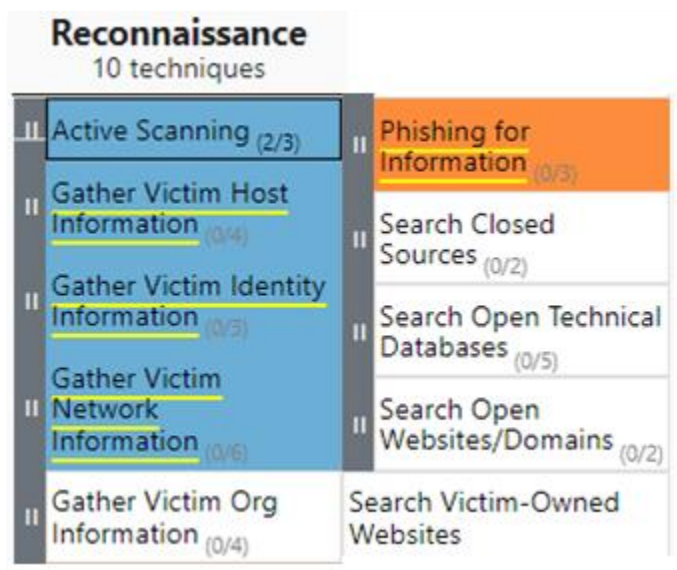 Reconnaissance
10 techniques
Active Scanning (2/3)
Gather Victim Host
Information (0/4)
Gather Victim Identity
Information (0/3)
Gather Victim
Network
Information (0/6)
Gather Victim Org
Information (0/4)
Phishing for
Information (0/3)
Search Closed
Sources (0/2)
Search Open Technical
Databases (0/5)
Search Open
Websites/Domains (0/2)
Search Victim-Owned
Websites